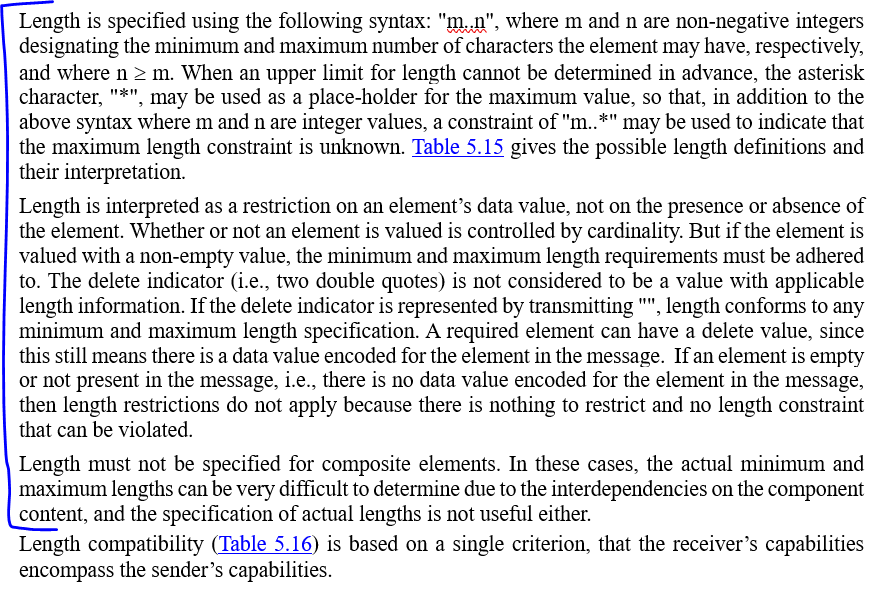 Length is specified using the following syntax: "m..n", where m and n are non-negative integers
designating the minimum and maximum number of characters the element may have, respectively,
and where n ≥ m. When an upper limit for length cannot be determined in advance, the asterisk
character, "*", may be used as a place-holder for the maximum value, so that, in addition to the
above syntax where m and n are integer values, a constraint of "m..*" may be used to indicate that
the maximum length constraint is unknown. Table 5.15 gives the possible length definitions and
their interpretation.
Length is interpreted as a restriction on an element’s data value, not on the presence or absence of
the element. Whether or not an element is valued is controlled by cardinality. But if the element is
valued with a non-empty value, the minimum and maximum length requirements must be adhered
to. The delete indicator (i.e., two double quotes) is not considered to be a value with applicable
length information. If the delete indicator is represented by transmitting "", length conforms to any
minimum and maximum length specification. A required element can have a delete value, since
this still means there is a data value encoded for the element in the message. If an element is empty
or not present in the message, i.e., there is no data value encoded for the element in the message,
then length restrictions do not apply because there is nothing to restrict and no length constraint
that can be violated.
Length must not be specified for composite elements. In these cases, the actual minimum and
maximum lengths can be very difficult to determine due to the interdependencies on the component
content, and the specification of actual lengths is not useful either.
Length compatibility (Table 5.16) is based on a single criterion, that the receiver’s capabilities
encompass the sender’s capabilities.